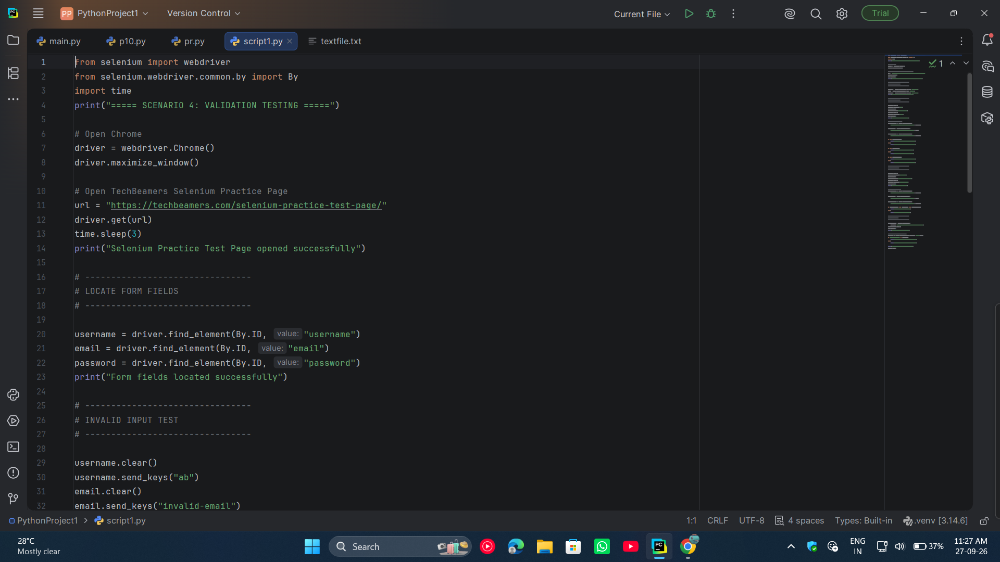 PC
PP PythonProject1
Version Control
Current File
Trial
main.py
p10.py
pr.py
script1.py
textfile.txt
1
1 from selenium import webdriver
2 from selenium.webdriver.common.by import By
3 import time
4 print("===== SCENARIO 4: VALIDATION TESTING =====")
5
6 # Open Chrome
7 driver = webdriver.Chrome()
8 driver.maximize_window()
9
10 # Open TechBeamers Selenium Practice Page
11 url = "https://techbeamers.com/selenium-practice-test-page/"
12 driver.get(url)
13 time.sleep(3)
14 print("Selenium Practice Test Page opened successfully")
15
16 # --------------------------------
17 # LOCATE FORM FIELDS
18 # --------------------------------
19
20 username = driver.find_element(By.ID, value: "username")
21 email = driver.find_element(By.ID, value: "email")
22 password = driver.find_element(By.ID, value: "password")
23 print("Form fields located successfully")
24
25 # --------------------------------
26 # INVALID INPUT TEST
27 # --------------------------------
28
29 username.clear()
30 username.send_keys("ab")
31 email.clear()
32 email.send_keys("invalid-email")
PythonProject1 > script1.py
1:1 CRLF UTF-8 4 spaces Types: Built-in .venv [3.14.6]
28°C
Mostly clear
Search
PC
ENG
IN
37%
11:27 AM
27-09-26